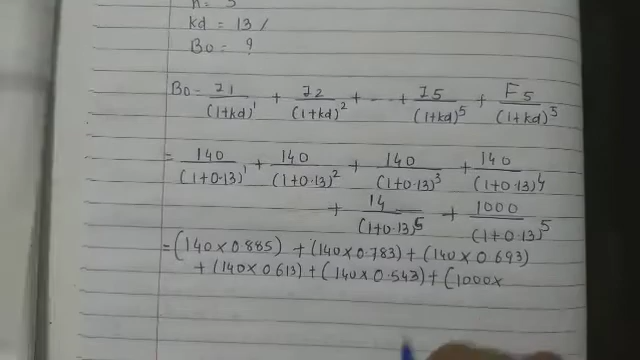 n = 5
kd = 13 /
B0 = ?
B0 = I1/(1+kd)^1 + I2/(1+kd)^2 + --- + I5/(1+kd)^5 + F5/(1+kd)^5
= 140/(1+0.13)^1 + 140/(1+0.13)^2 + 140/(1+0.13)^3 + 140/(1+0.13)^4
+ 14/(1+0.13)^5 + 1000/(1+0.13)^5
= (140×0.885) + (140×0.783) + (140×0.693)
+ (140×0.613) + (140×0.543) + (1000×